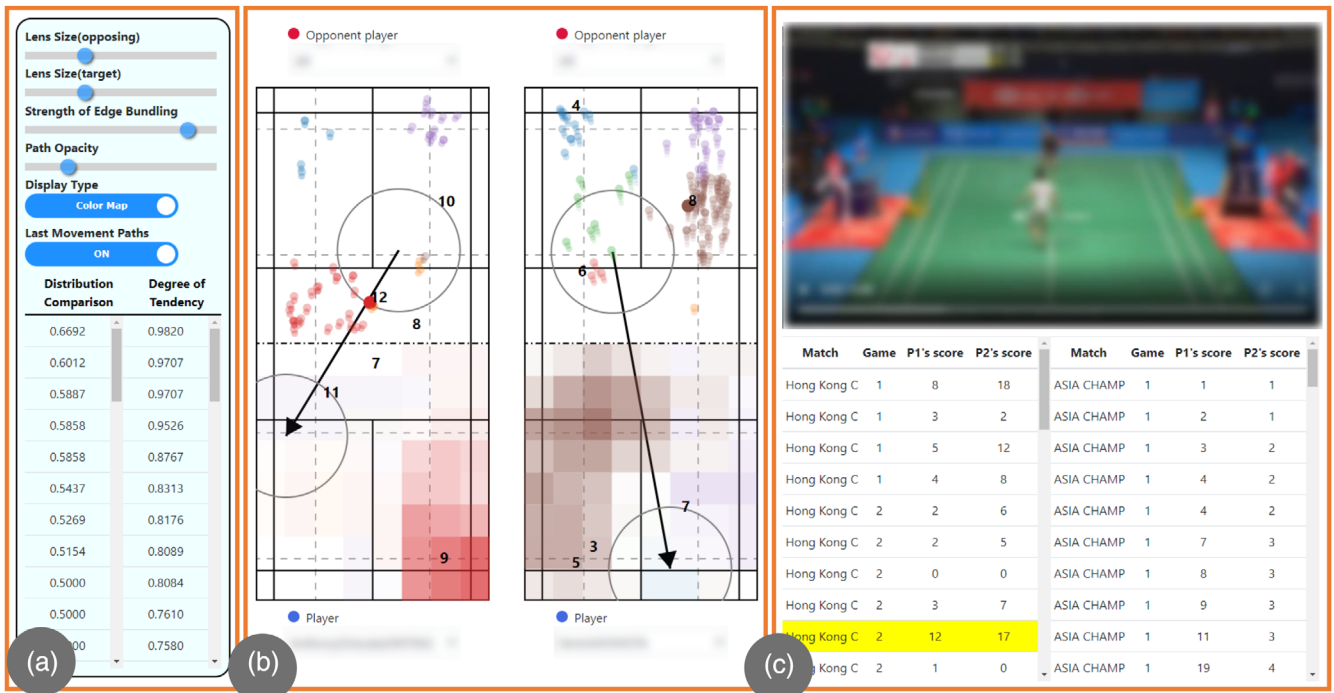 Lens Size(opposing)
Lens Size(target)
Strength of Edge Bundling
Path Opacity
Display Type
Color Map
Last Movement Paths
ON
Distribution Comparison Degree of Tendency
0.6692 0.9820
0.6012 0.9707
0.5887 0.9707
0.5858 0.9526
0.5858 0.8767
0.5437 0.8313
0.5269 0.8176
0.5154 0.8089
0.5000 0.8084
0.5000 0.7610
00 0.7580
(a)
Opponent player
10
12
8
7
11
9
Player
Opponent player
4
8
6
7
3
5
Player
(b)
Match Game P1's score P2's score
Hong Kong C 1 8 18
Hong Kong C 1 3 2
Hong Kong C 1 5 12
Hong Kong C 1 4 8
Hong Kong C 2 2 6
Hong Kong C 2 2 5
Hong Kong C 2 0 0
Hong Kong C 2 3 7
Hong Kong C 2 12 17
g Kong C 2 1 0
Match Game P1's score P2's score
ASIA CHAMP 1 1 1
ASIA CHAMP 1 2 1
ASIA CHAMP 1 3 2
ASIA CHAMP 1 4 2
ASIA CHAMP 1 4 2
ASIA CHAMP 1 7 3
ASIA CHAMP 1 8 3
ASIA CHAMP 1 9 3
ASIA CHAMP 1 11 3
ASIA CHAMP 1 19 4
(c)